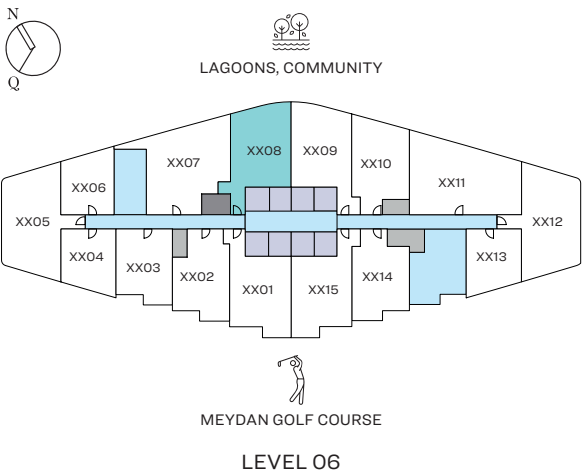 N
Q
LAGOONS, COMMUNITY
XX08
XX09
XX07
XX10
XX06
XX11
XX05
XX12
XX04
XX03
XX02
XX01
XX15
XX14
XX13
MEYDAN GOLF COURSE
LEVEL 06